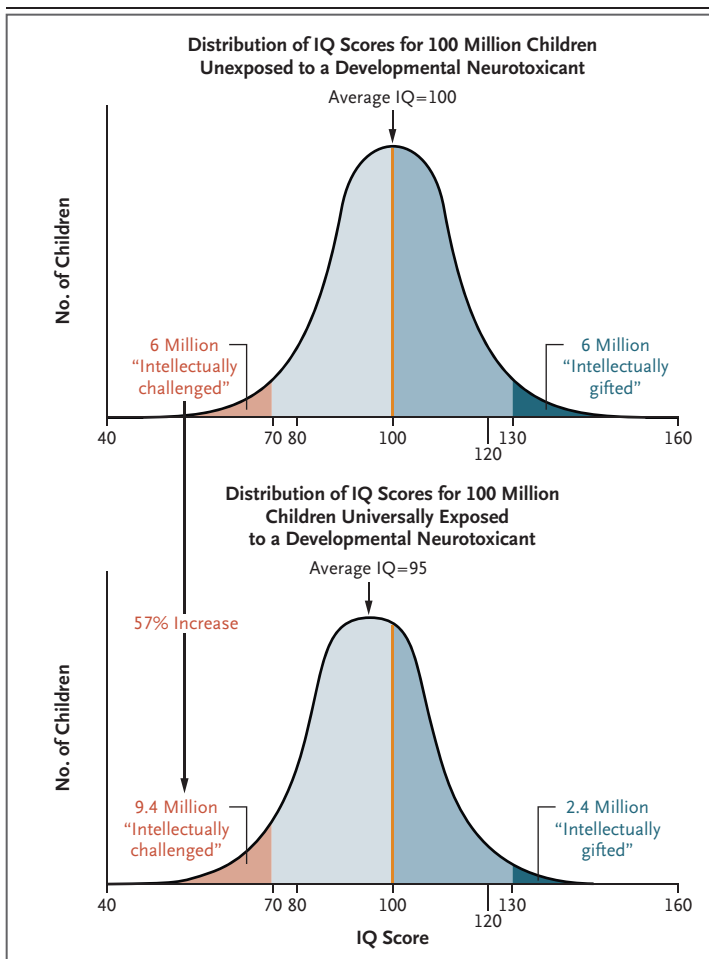 Distribution of IQ Scores for 100 Million Children
Unexposed to a Developmental Neurotoxicant
Average IQ=100
No. of Children
6 Million
“Intellectually
challenged”
6 Million
“Intellectually
gifted”
40
70
80
100
120
130
160
Distribution of IQ Scores for 100 Million
Children Universally Exposed
to a Developmental Neurotoxicant
Average IQ=95
57% Increase
No. of Children
9.4 Million
“Intellectually
challenged”
2.4 Million
“Intellectually
gifted”
40
70
80
100
120
130
160
IQ Score